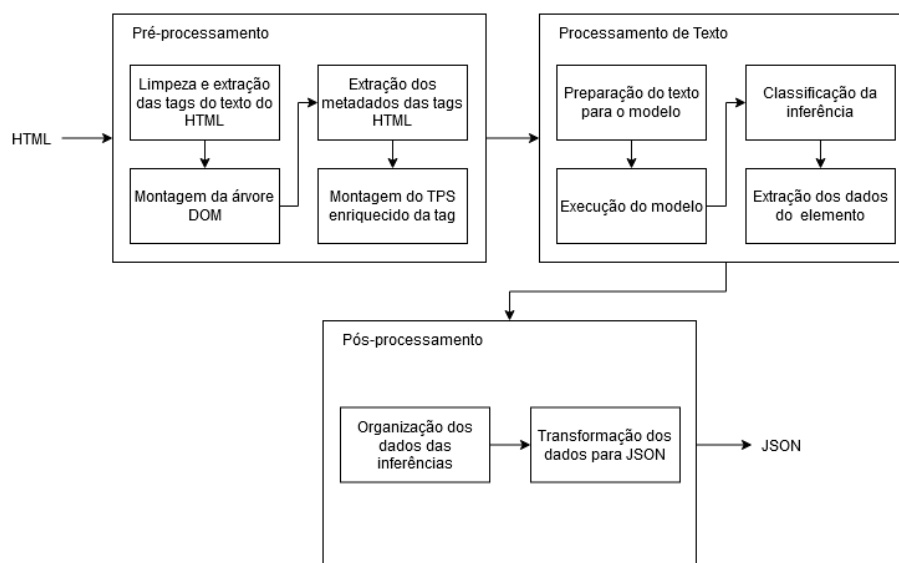 HTML
Pré-processamento
Limpeza e extração
das tags do texto do
HTML
Montagem da árvore
DOM
Extração dos
metadados das tags
HTML
Montagem do TPS
enriquecido da tag
Processamento de Texto
Preparação do texto
para o modelo
Execução do modelo
Classificação da
inferência
Extração dos dados
do elemento
Pós-processamento
Organização dos
dados das
inferências
Transformação dos
dados para JSON
JSON